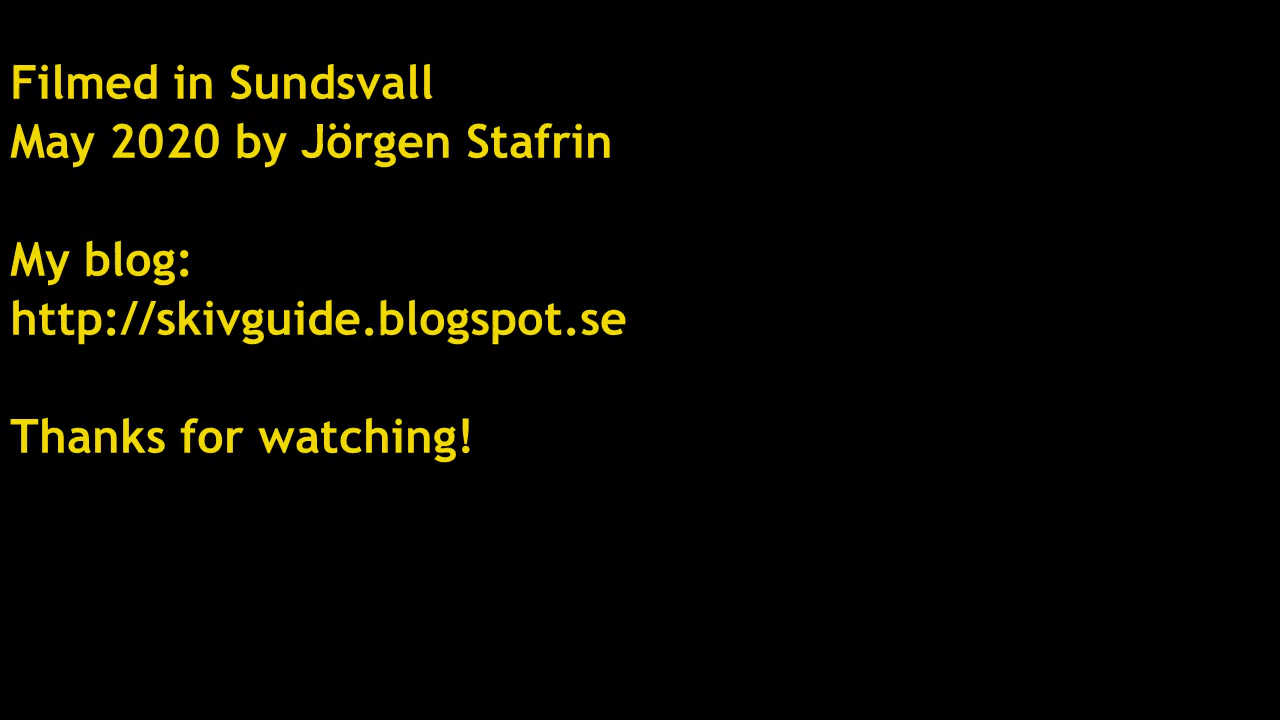 Filmed in Sundsvall
May 2020 by Jörgen Stafrin
My blog:
http://skivguide.blogspot.se
Thanks for watching!